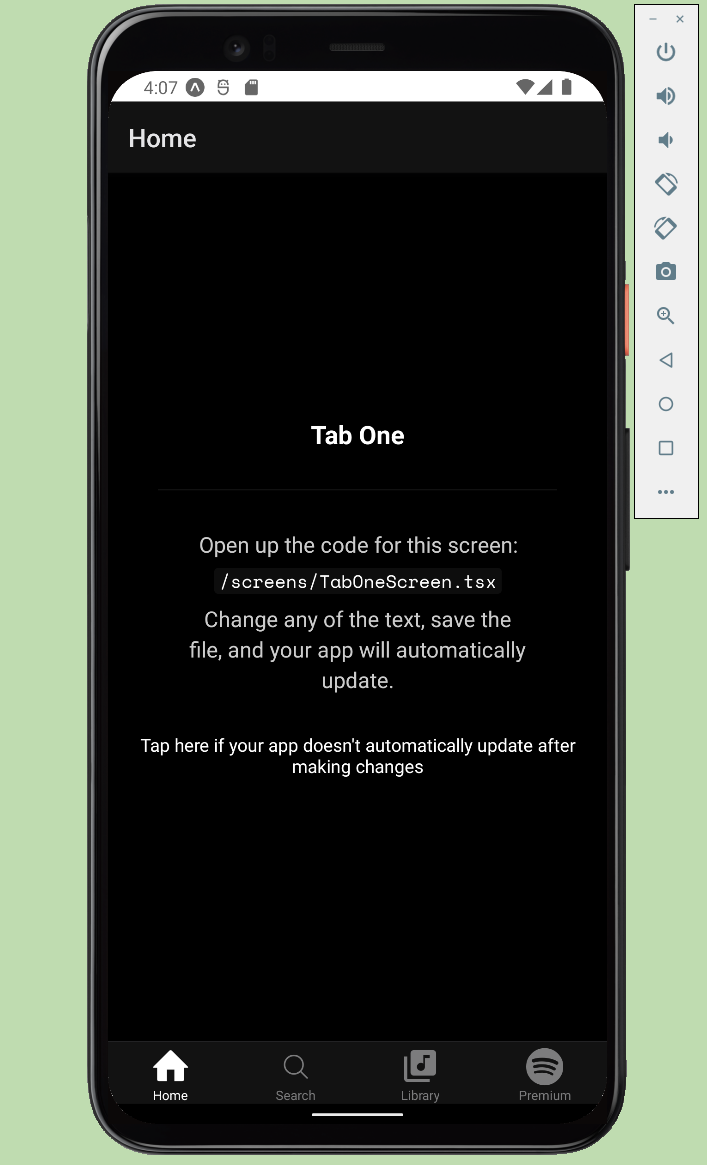 4:07
Home
Tab One
Open up the code for this screen:
/screens/TabOneScreen.tsx
Change any of the text, save the
file, and your app will automatically
update.
Tap here if your app doesn't automatically update after
making changes
Home
Search
Library
Premium